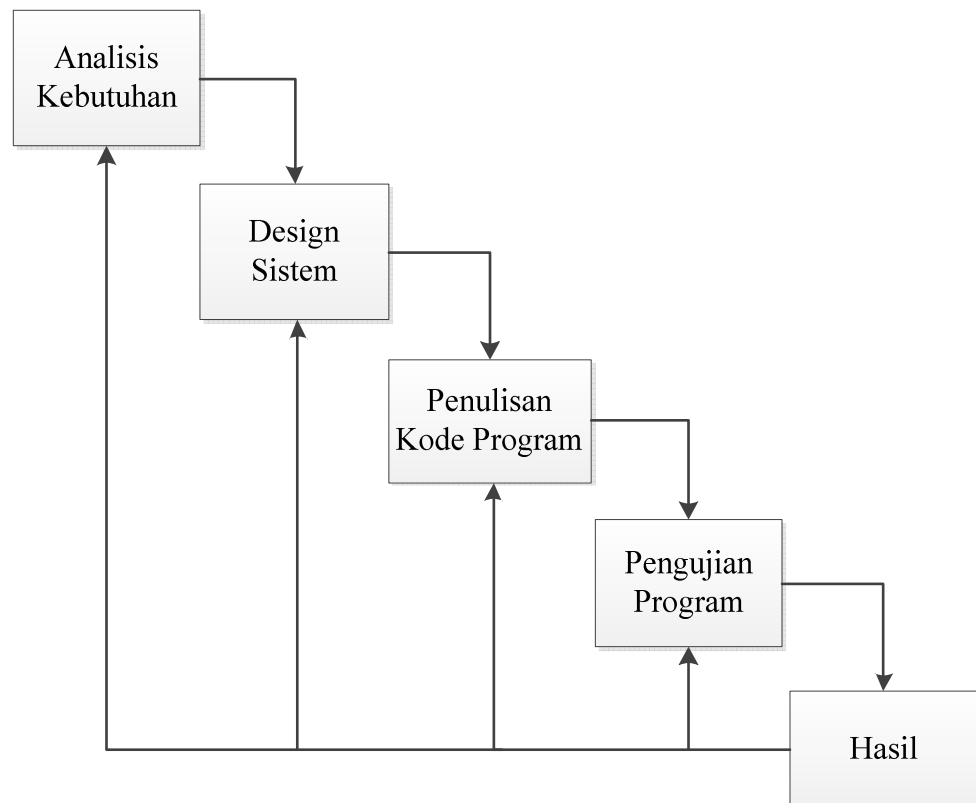 Analisis
Kebutuhan
Design
Sistem
Penulisan
Kode Program
Pengujian
Program
Hasil